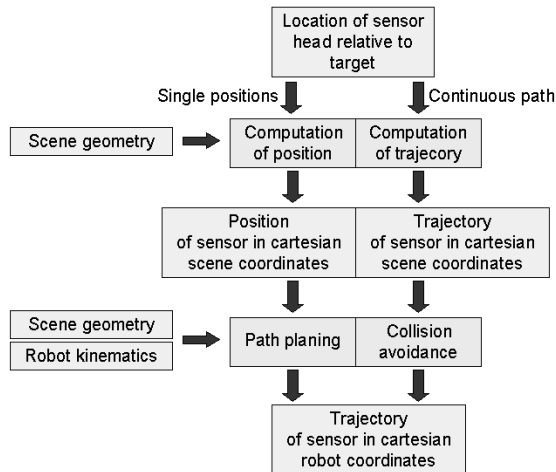 Location of sensor
head relative to
target
Single positions
Continuous path
Scene geometry
Computation
of position
Computation
of trajecory
Position
of sensor in cartesian
scene coordinates
Trajectory
of sensor in cartesian
scene coordinates
Scene geometry
Robot kinematics
Path planing
Collision
avoidance
Trajectory
of sensor in cartesian
robot coordinates